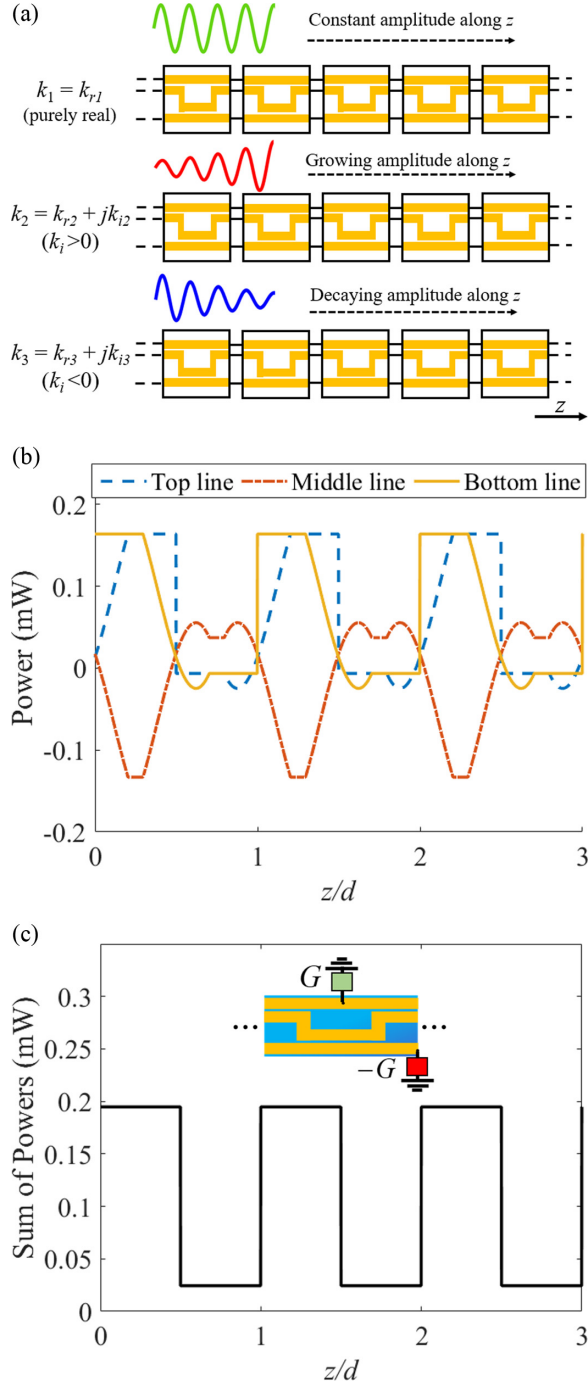 (a)
Constant amplitude along z
k1 = kr1
(purely real)
Growing amplitude along z
k2 = kr2 + jki2
(ki>0)
Decaying amplitude along z
k3 = kr3 + jki3
(ki<0)
z
(b)
Top line Middle line Bottom line
0.2
0.1
0
-0.1
-0.2
Power (mW)
0 1 2 3
z/d
(c)
G
−G
0.3
0.25
0.2
0.15
0.1
0.05
0
Sum of Powers (mW)
0 1 2 3
z/d